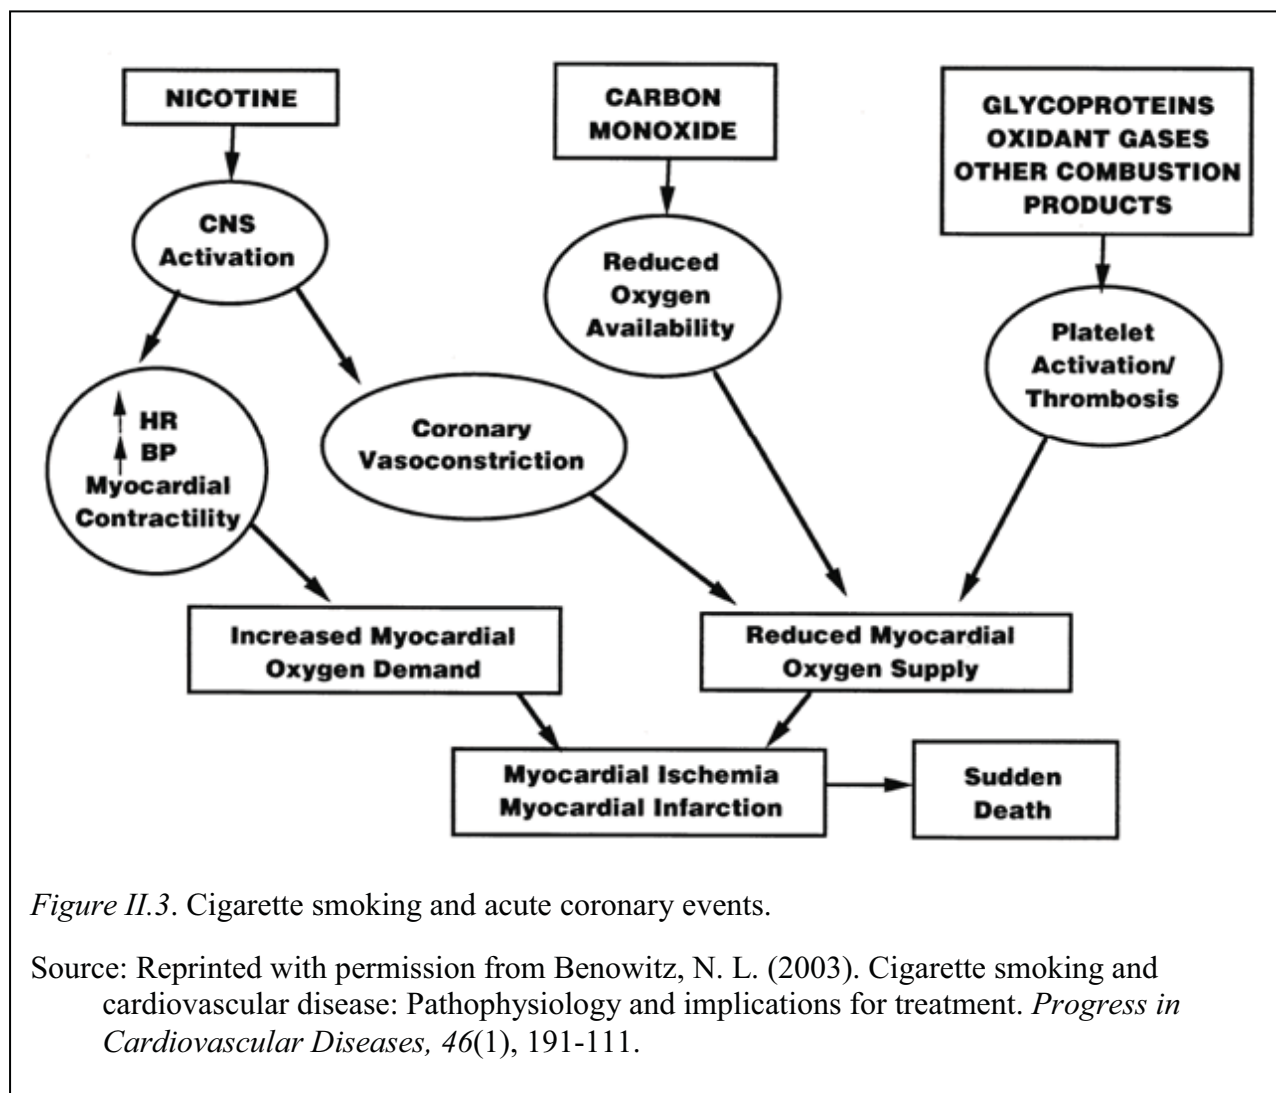 NICOTINE
CARBON
MONOXIDE
GLYCOPROTEINS
OXIDANT GASES
OTHER COMBUSTION
PRODUCTS
CNS
Activation
Reduced
Oxygen
Availability
Platelet
Activation/
Thrombosis
↑ HR
↑ BP
Myocardial
Contractility
Coronary
Vasoconstriction
Increased Myocardial
Oxygen Demand
Reduced Myocardial
Oxygen Supply
Myocardial Ischemia
Myocardial Infarction
Sudden
Death
Figure II.3. Cigarette smoking and acute coronary events.
Source: Reprinted with permission from Benowitz, N. L. (2003). Cigarette smoking and
cardiovascular disease: Pathophysiology and implications for treatment. Progress in
Cardiovascular Diseases, 46(1), 191-111.